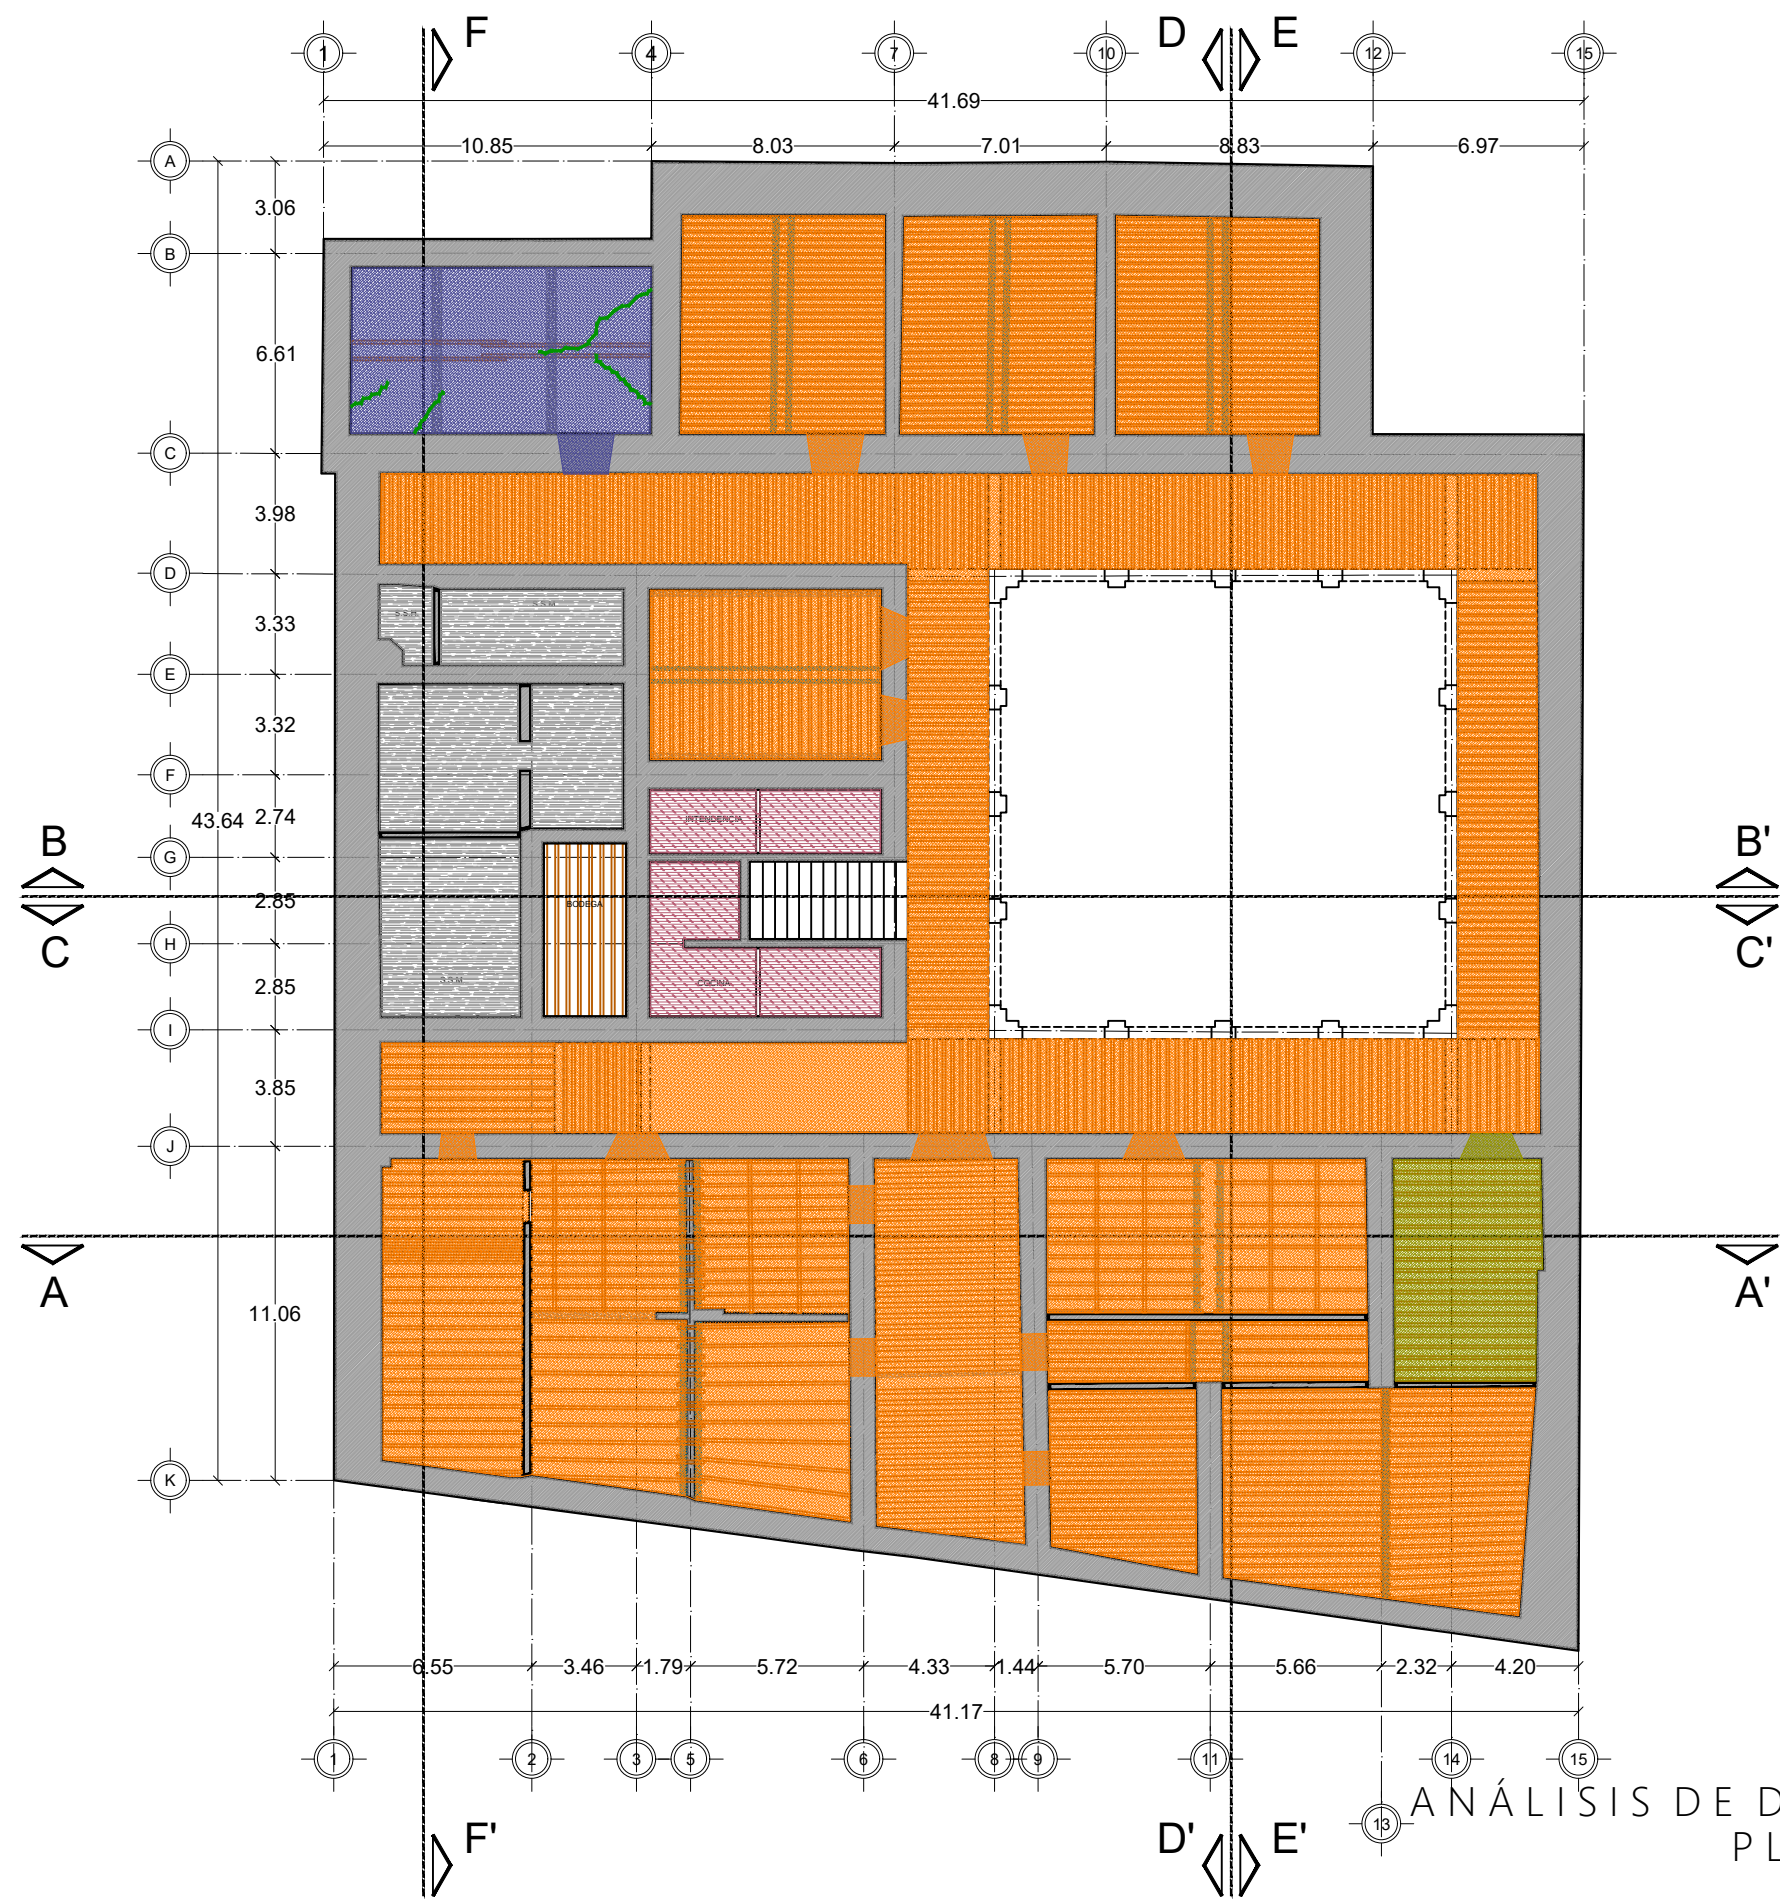 F D E
1 4 7 10 12 15
41.69
10.85 8.03 7.01 8.83 6.97
A
3.06
B
6.61
C
3.98
D
3.33
S.S.H. S.S.M.
E
3.32
F
43.64 2.74
INTENDENCIA
B B'
G
2.85
BODEGA
C C'
H
2.85
S.S.M. COCINA
I
3.85
J
A A'
11.06
K
6.55 3.46 1.79 5.72 4.33 1.44 5.70 5.66 2.32 4.20
41.17
1 2 3 5 6 8 9 11 14 15
13
ANÁLISIS DE D
PL
F' D' E'